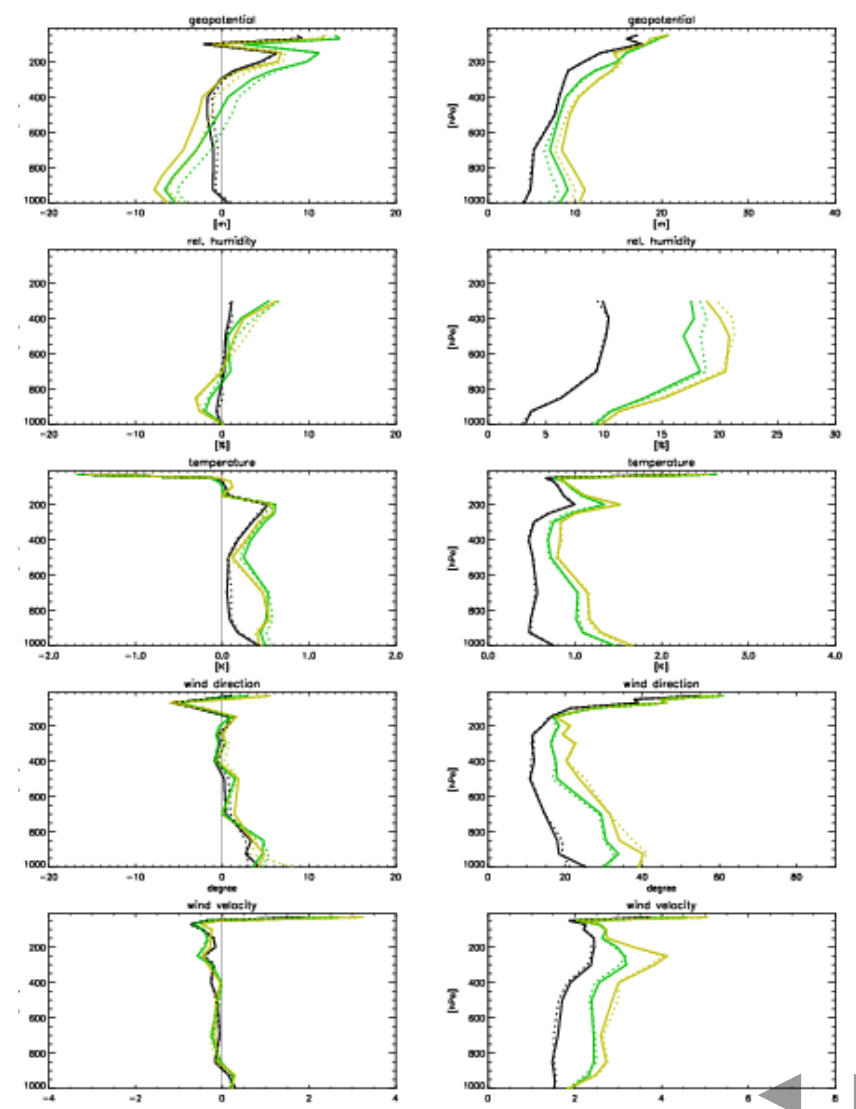 geopotential geopotential
200 200
400 400
600 600
800 800
1000 1000
[hPa]
-20 -10 0 10 20 0 10 20 30 40
[m] [m]
rel. humidity rel. humidity
200 200
400 400
600 600
800 800
1000 1000
[hPa]
-20 -10 0 10 20 0 5 10 15 20 25 30
[%] [%]
temperature temperature
200 200
400 400
600 600
800 800
1000 1000
[hPa]
-2.0 -1.0 0 1.0 2.0 0.0 1.0 2.0 3.0 4.0
[K] [K]
wind direction wind direction
200 200
400 400
600 600
800 800
1000 1000
[hPa]
-20 -10 0 10 20 0 20 40 60 80
degree degree
wind velocity wind velocity
200 200
400 400
600 600
800 800
1000 1000
[hPa]
-4 -2 0 2 4 0 2 4 6 8